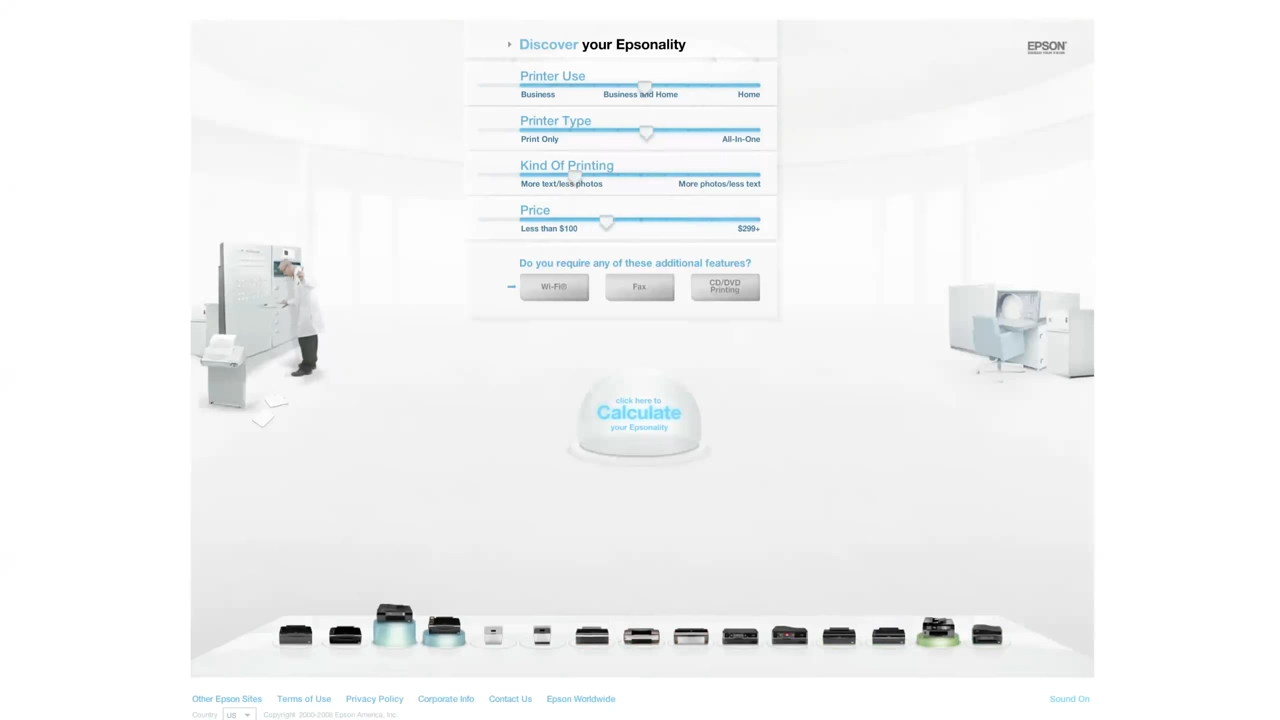 Discover your Epsonality
EPSON
Printer Use
Business Business and Home Home
Printer Type
Print Only All-In-One
Kind Of Printing
More text/less photos More photos/less text
Price
Less than $100 $299+
Do you require any of these additional features?
Wi-Fi® Fax CD/DVD
Printing
click here to
Calculate
your Epsonality
Other Epson Sites Terms of Use Privacy Policy Corporate Info Contact Us Epson Worldwide Sound On
Country US Copyright 2000-2008 Epson America, Inc.